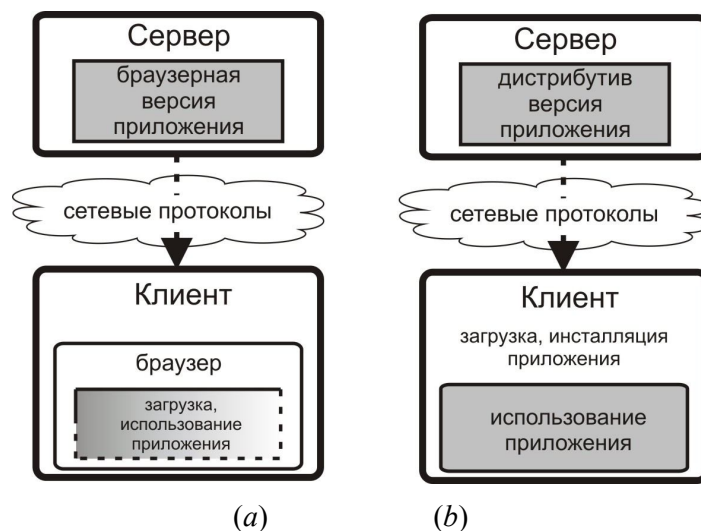 Сервер
браузерная
версия
приложения
сетевые протоколы
Клиент
браузер
загрузка,
использование
приложения
(a)
Сервер
дистрибутив
версия
приложения
сетевые протоколы
Клиент
загрузка, инсталляция
приложения
использование
приложения
(b)